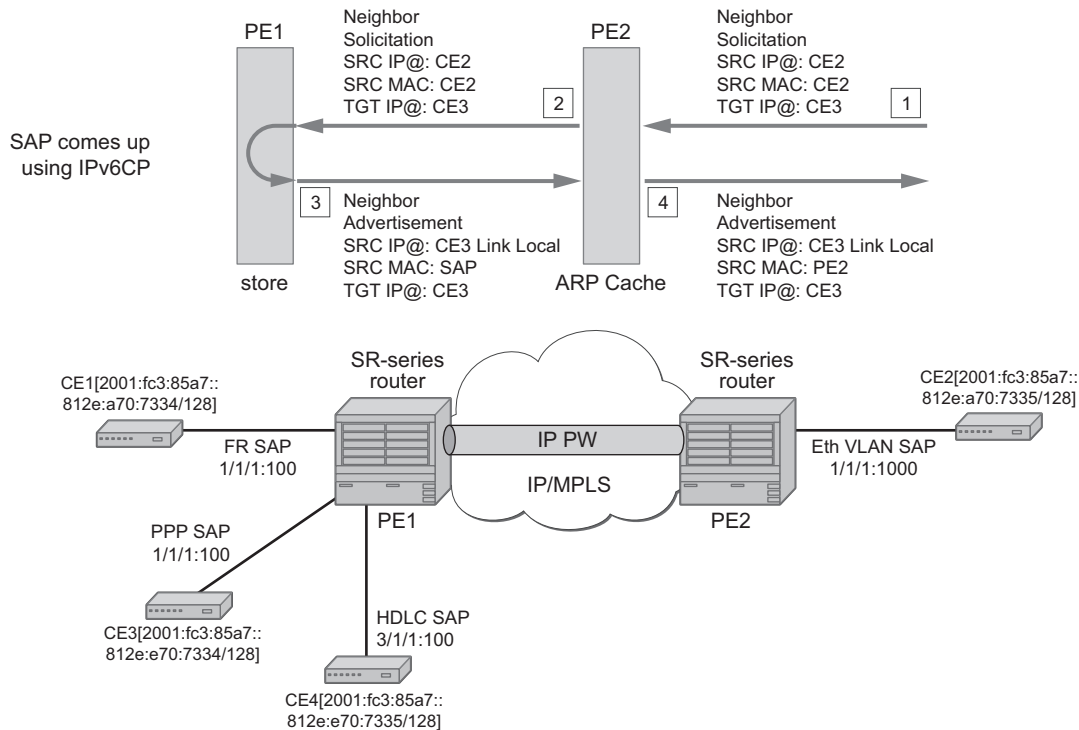 PE1
PE2
Neighbor
Solicitation
SRC IP@: CE2
SRC MAC: CE2
TGT IP@: CE3
2
Neighbor
Solicitation
SRC IP@: CE2
SRC MAC: CE2
TGT IP@: CE3
1
SAP comes up
using IPv6CP
3
Neighbor
Advertisement
SRC IP@: CE3 Link Local
SRC MAC: SAP
TGT IP@: CE3
4
Neighbor
Advertisement
SRC IP@: CE3 Link Local
SRC MAC: PE2
TGT IP@: CE3
store
ARP Cache
SR-series
router
SR-series
router
CE1[2001:fc3:85a7::
812e:a70:7334/128]
CE2[2001:fc3:85a7::
812e:a70:7335/128]
FR SAP
1/1/1:100
IP PW
IP/MPLS
Eth VLAN SAP
1/1/1:1000
PE1
PE2
PPP SAP
1/1/1:100
HDLC SAP
3/1/1:100
CE3[2001:fc3:85a7::
812e:e70:7334/128]
CE4[2001:fc3:85a7::
812e:e70:7335/128]